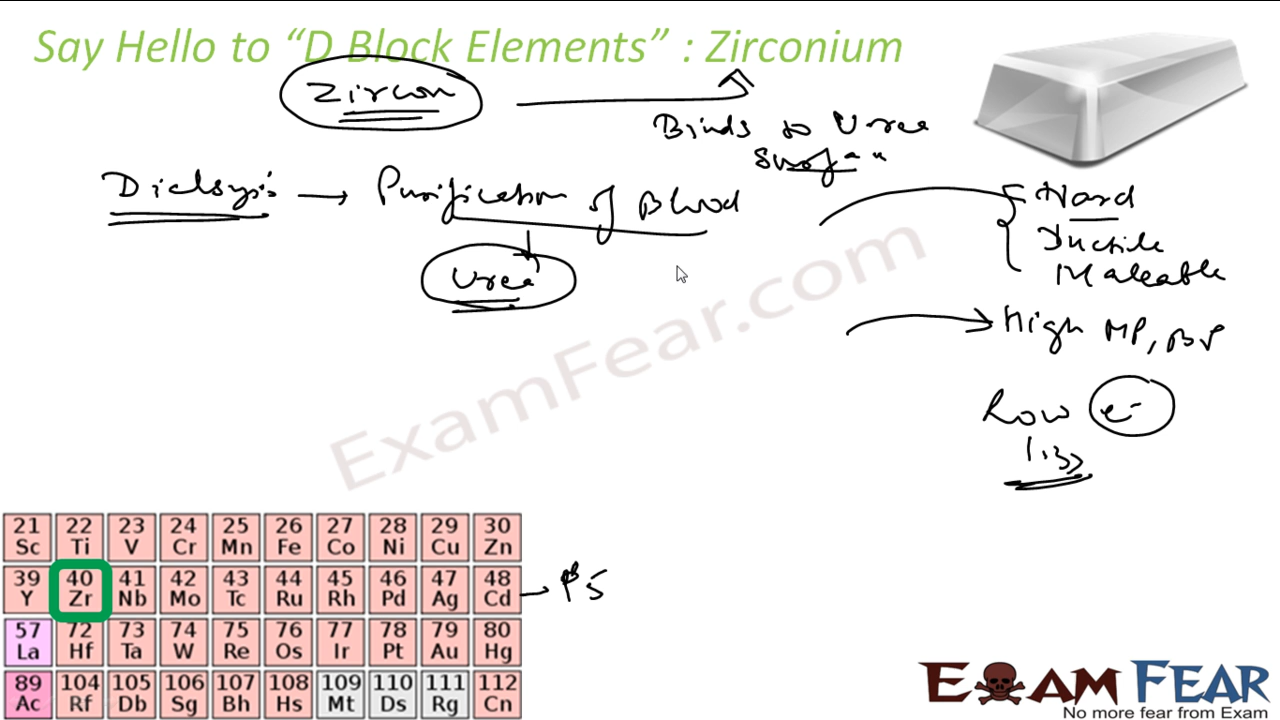 Say Hello to “D Block Elements” : Zirconium
Zircon
Binds to Urea
Dialsysis → Purification of Blood
Urea
Hard
Ductile
Maleable
High MP, BP
Low e-
1.33
ExamFear.com
21 22 23 24 25 26 27 28 29 30
Sc Ti V Cr Mn Fe Co Ni Cu Zn
39 40 41 42 43 44 45 46 47 48
Y Zr Nb Mo Tc Ru Rh Pd Ag Cd → P5
57 72 73 74 75 76 77 78 79 80
La Hf Ta W Re Os Ir Pt Au Hg
89 104 105 106 107 108 109 110 111 112
Ac Rf Db Sg Bh Hs Mt Ds Rg Cn
EXAM FEAR
No more fear from Exam